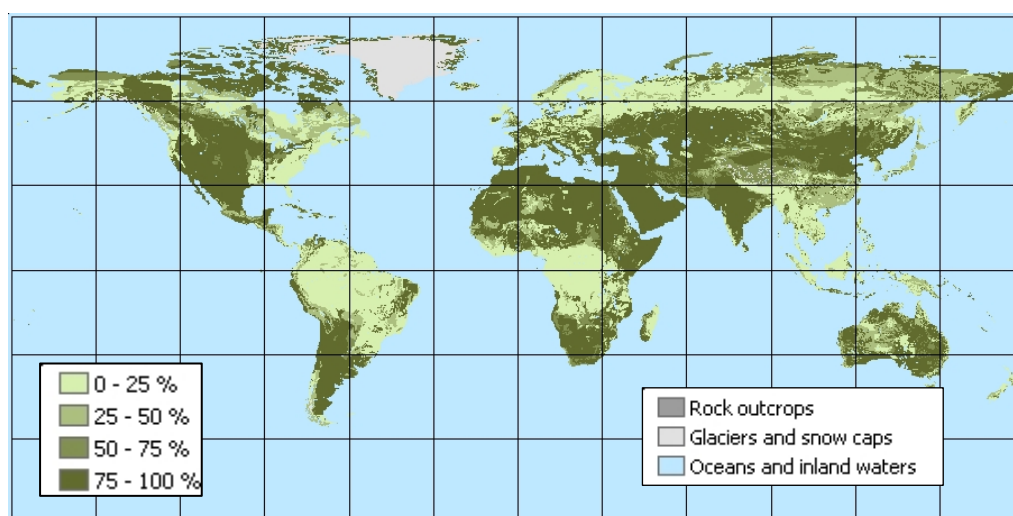 0 - 25 %
25 - 50 %
50 - 75 %
75 - 100 %
Rock outcrops
Glaciers and snow caps
Oceans and inland waters